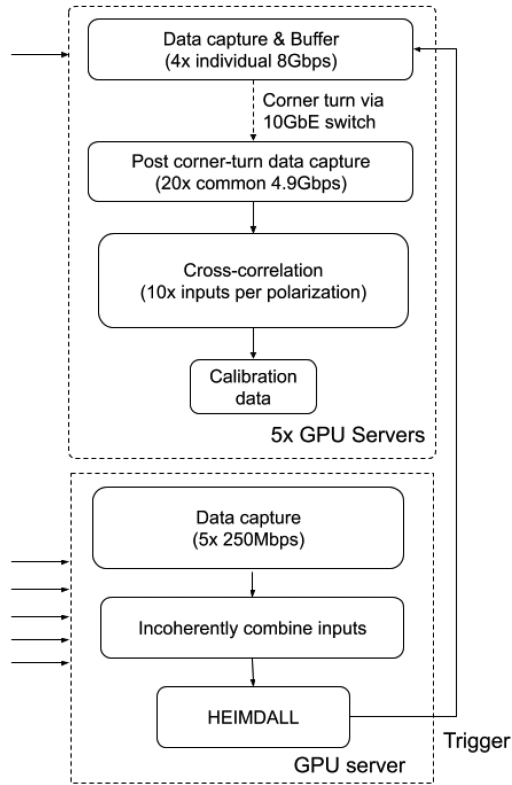 Data capture & Buffer
(4x individual 8Gbps)
Corner turn via
10GbE switch
Post corner-turn data capture
(20x common 4.9Gbps)
Cross-correlation
(10x inputs per polarization)
Calibration
data
5x GPU Servers
Data capture
(5x 250Mbps)
Incoherently combine inputs
HEIMDALL
Trigger
GPU server